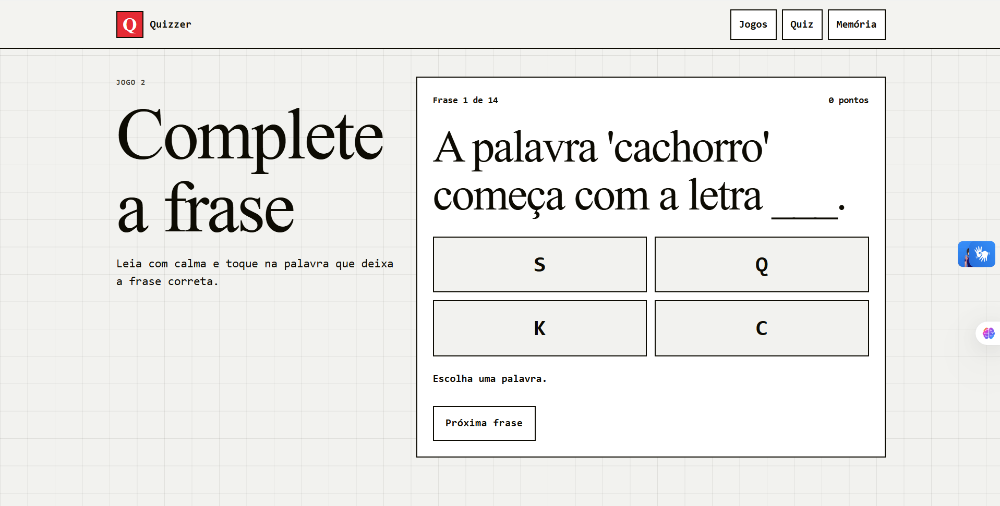 Q Quizzer
Jogos Quiz Memória
JOGO 2
Complete
a frase
Leia com calma e toque na palavra que deixa
a frase correta.
Frase 1 de 14
0 pontos
A palavra 'cachorro'
começa com a letra ___.
S
Q
K
C
Escolha uma palavra.
Próxima frase